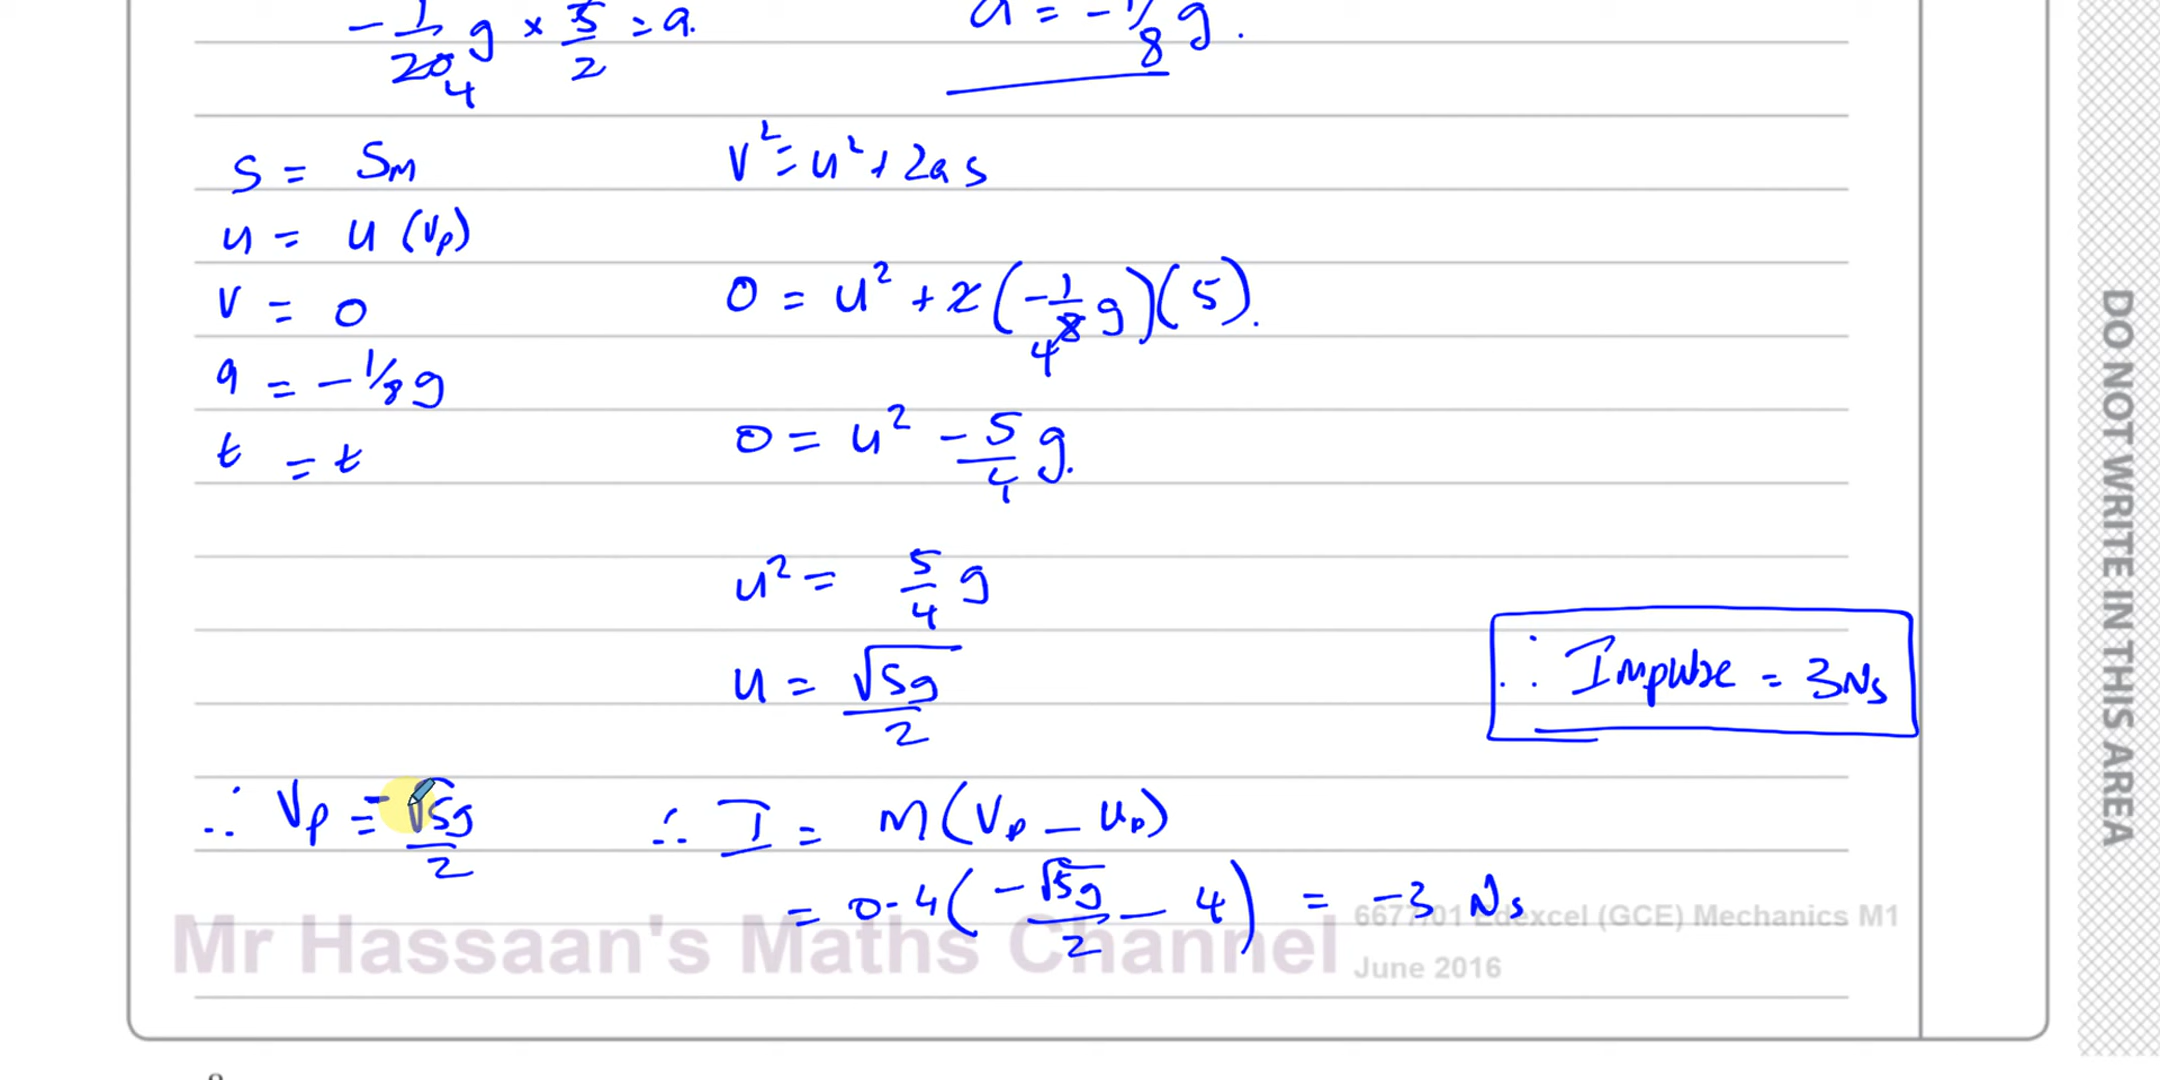 -1/20 4 g × 5/2 = a.
a = -1/8 g.
s = 5m
v² = u² + 2as
u = u (Vp)
v = 0
0 = u² + 2(-1/8 4 g)(5).
a = -1/8 g
0 = u² - 5/4 g.
t = t
u² = 5/4 g
u = √5g/2
∴ Impulse = 3Ns
∴ Vp = √5g/2
∴ I = m(Vp - up)
= 0.4(-√5g/2 - 4) = -3 Ns
Mr Hassaan's Maths Channel
6677/01 Edexcel (GCE) Mechanics M1
June 2016
DO NOT WRITE IN THIS AREA